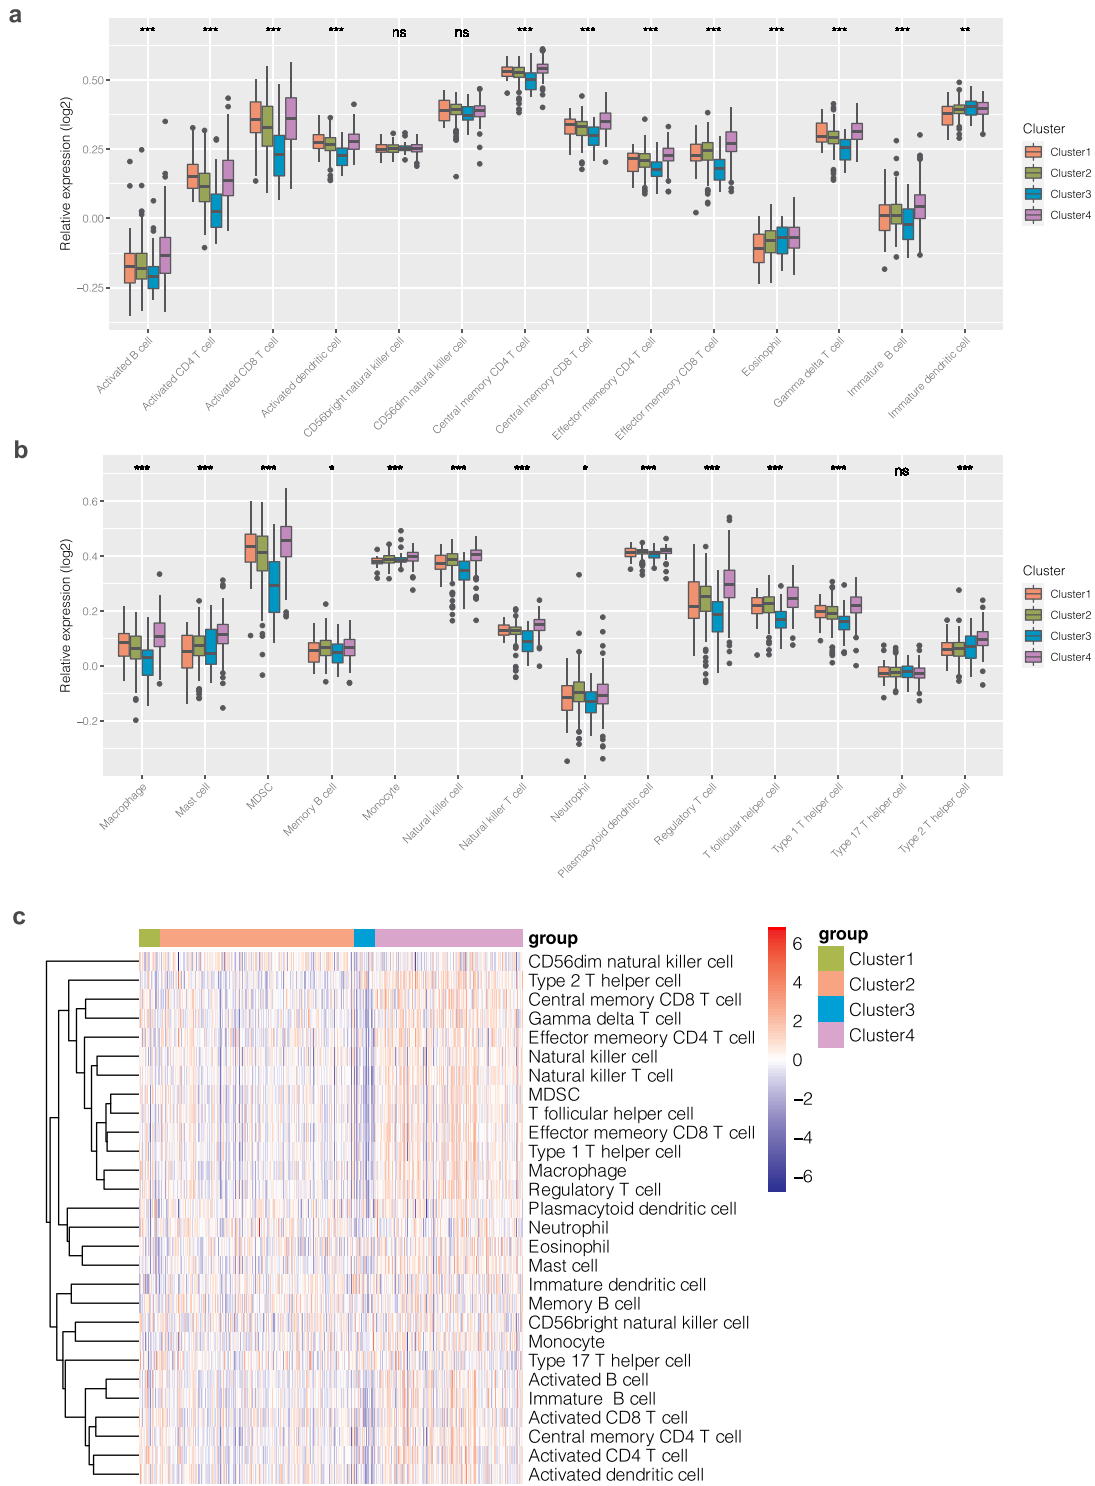 a
*** *** *** *** ns ns *** *** *** *** *** *** *** **
Relative expression (log2)
0.50
0.25
0.00
−0.25
Activated B cell
Activated CD4 T cell
Activated CD8 T cell
Activated dendritic cell
CD56bright natural killer cell
CD56dim natural killer cell
Central memory CD4 T cell
Central memory CD8 T cell
Effector memeory CD4 T cell
Effector memeory CD8 T cell
Eosinophil
Gamma delta T cell
Immature  B cell
Immature dendritic cell
Cluster
Cluster1
Cluster2
Cluster3
Cluster4
b
*** *** *** * *** *** *** * *** *** *** *** ns ***
Relative expression (log2)
0.6
0.4
0.2
0.0
−0.2
Macrophage
Mast cell
MDSC
Memory B cell
Monocyte
Natural killer cell
Natural killer T cell
Neutrophil
Plasmacytoid dendritic cell
Regulatory T cell
T follicular helper cell
Type 1 T helper cell
Type 17 T helper cell
Type 2 T helper cell
Cluster
Cluster1
Cluster2
Cluster3
Cluster4
c
group
CD56dim natural killer cell
Type 2 T helper cell
Central memory CD8 T cell
Gamma delta T cell
Effector memeory CD4 T cell
Natural killer cell
Natural killer T cell
MDSC
T follicular helper cell
Effector memeory CD8 T cell
Type 1 T helper cell
Macrophage
Regulatory T cell
Plasmacytoid dendritic cell
Neutrophil
Eosinophil
Mast cell
Immature dendritic cell
Memory B cell
CD56bright natural killer cell
Monocyte
Type 17 T helper cell
Activated B cell
Immature  B cell
Activated CD8 T cell
Central memory CD4 T cell
Activated CD4 T cell
Activated dendritic cell
6
4
2
0
−2
−4
−6
group
Cluster1
Cluster2
Cluster3
Cluster4